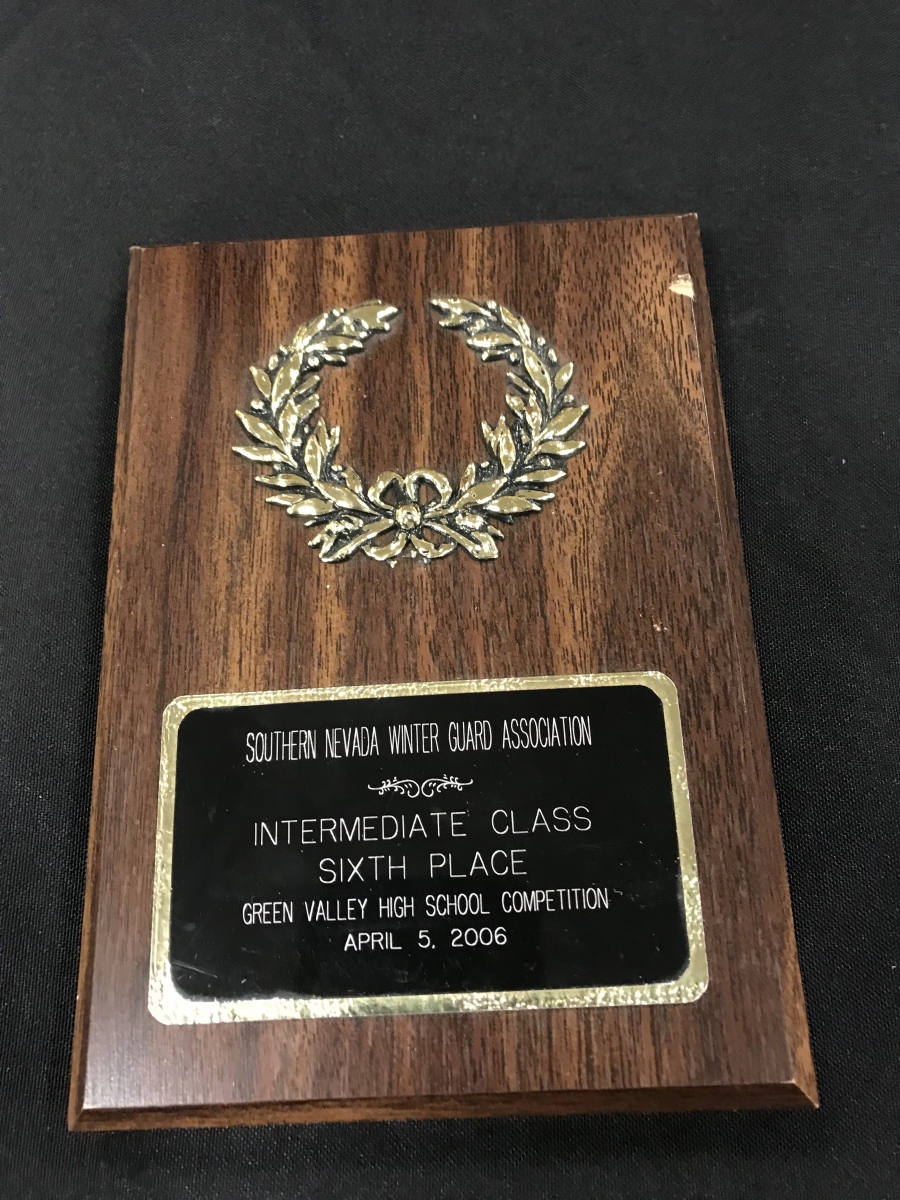 SOUTHERN NEVADA WINTER GUARD ASSOCIATION
INTERMEDIATE CLASS
SIXTH PLACE
GREEN VALLEY HIGH SCHOOL COMPETITION
APRIL 5, 2006